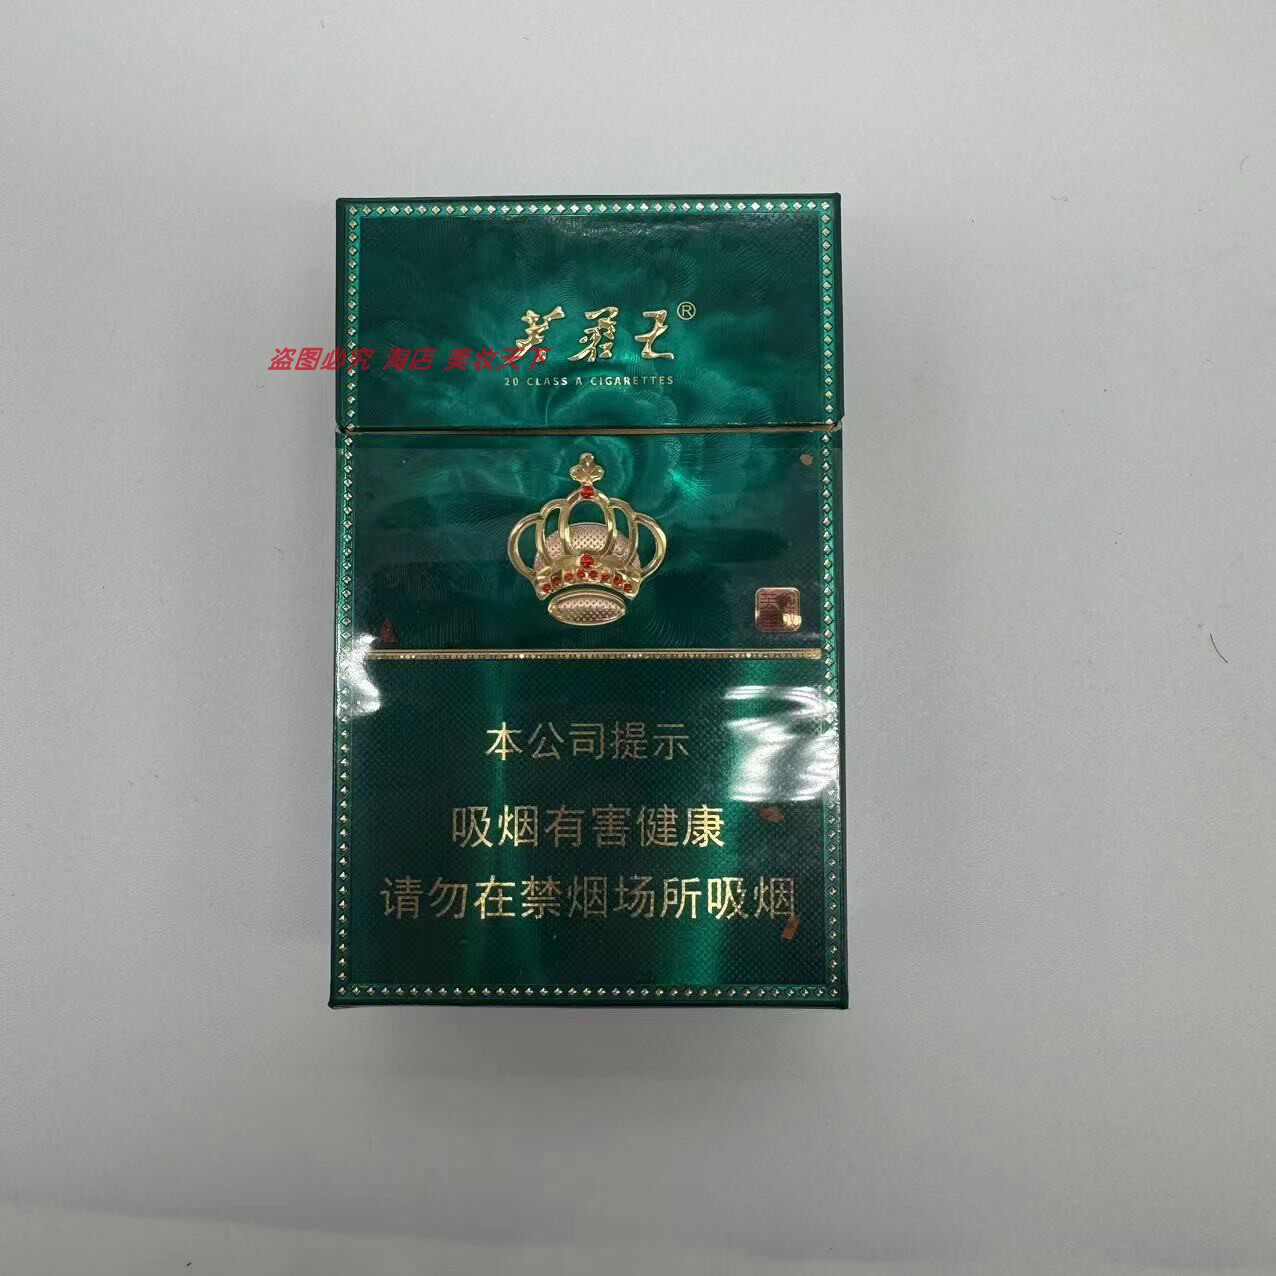 芙蓉王®
盗图必究 淘店 美妆天下
20 CLASS A CIGARETTES
本公司提示
吸烟有害健康
请勿在禁烟场所吸烟